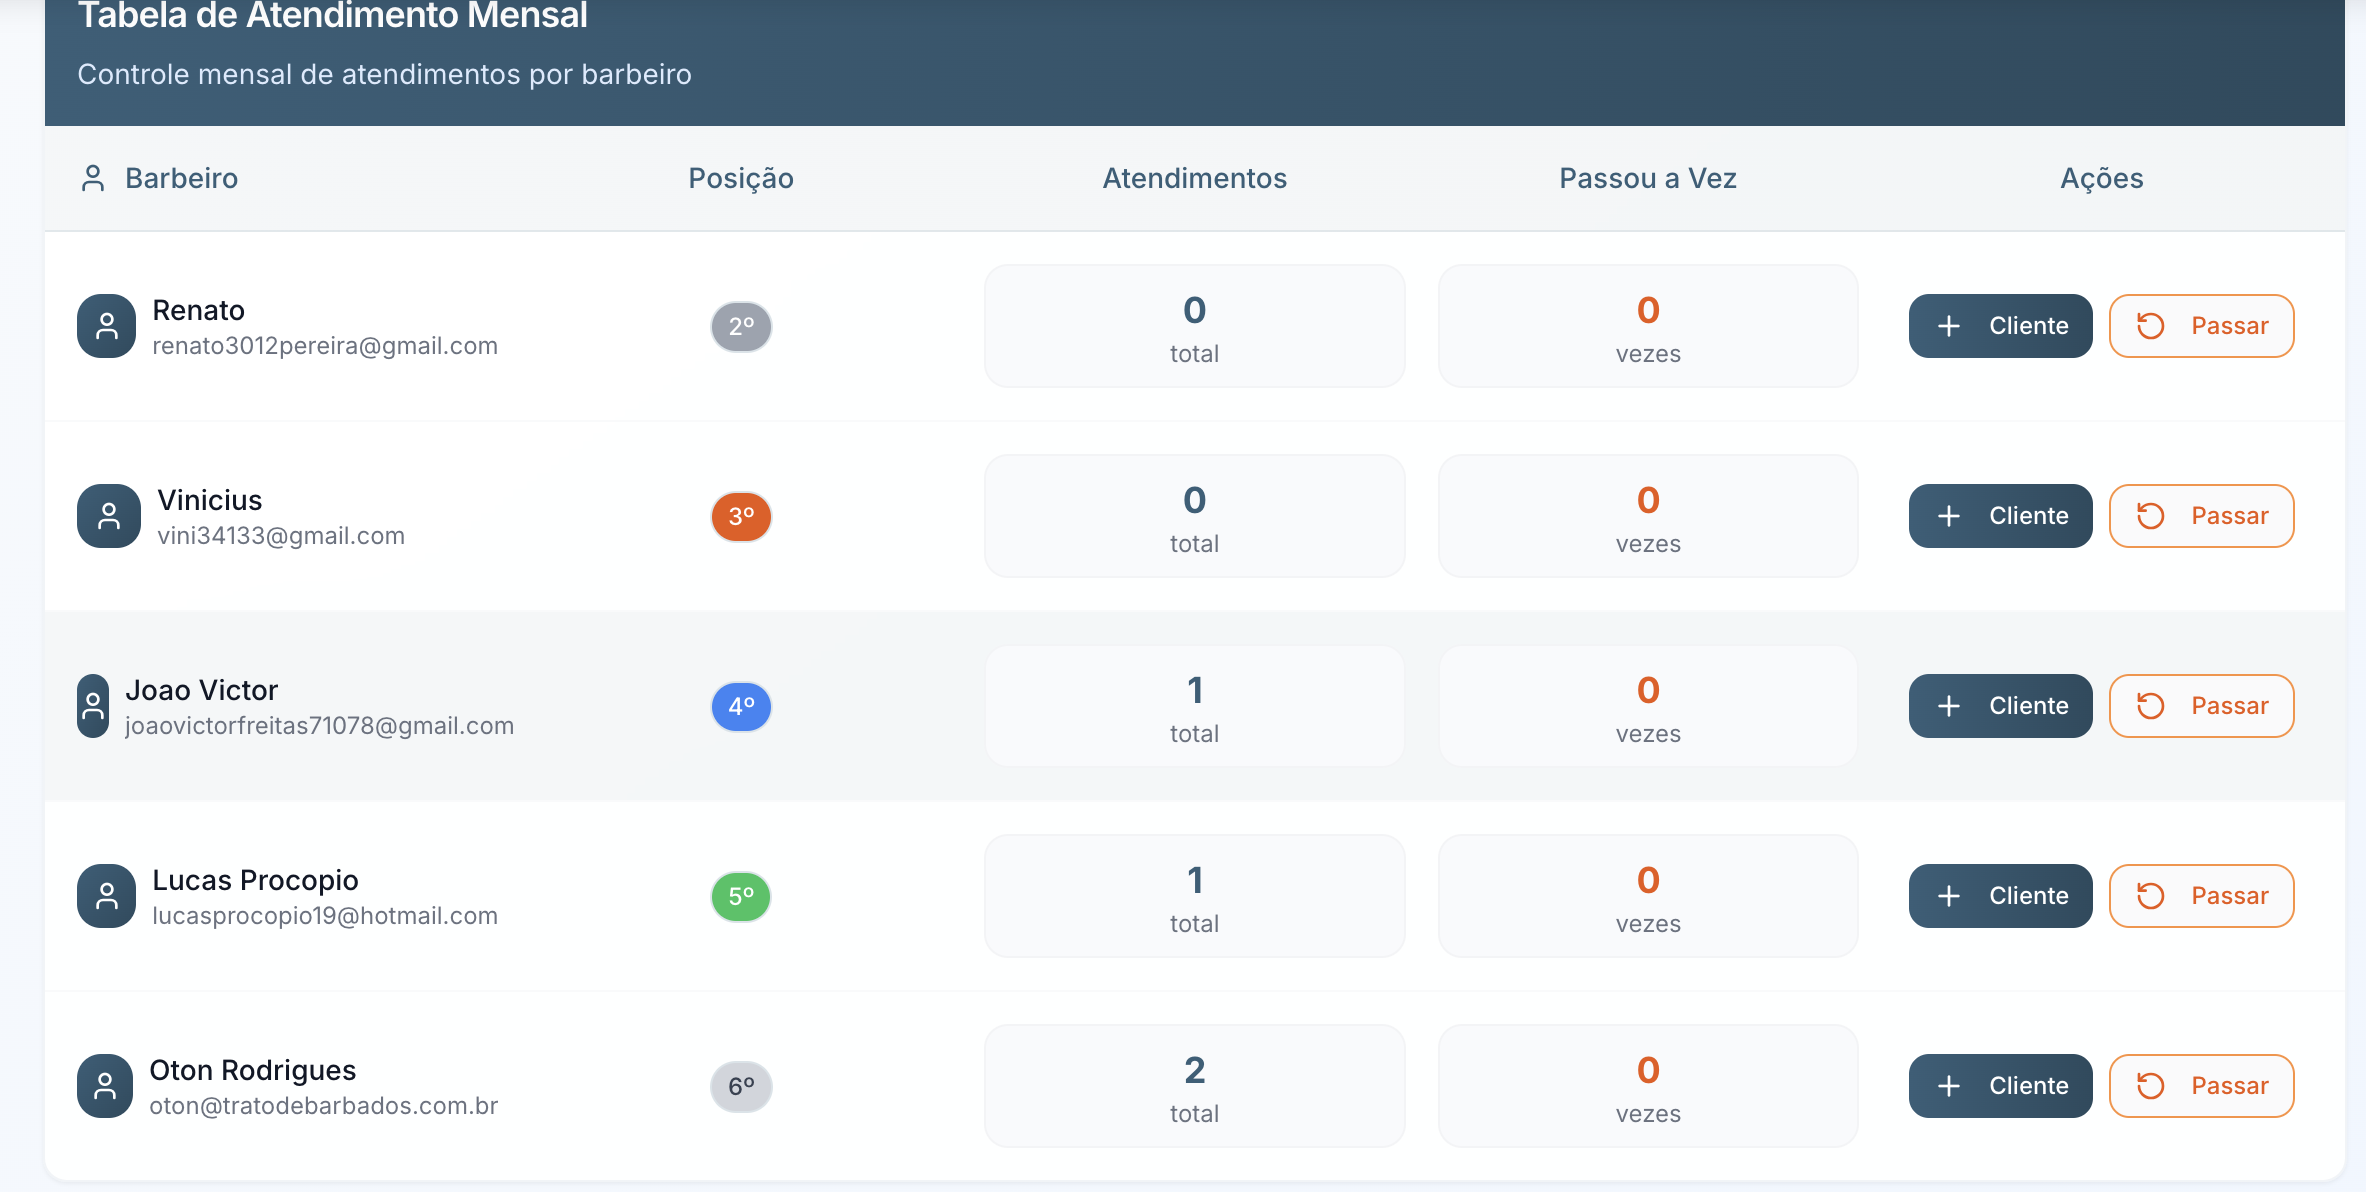 Tabela de Atendimento Mensal
Controle mensal de atendimentos por barbeiro
Barbeiro Posição Atendimentos Passou a Vez Ações
Renato
renato3012pereira@gmail.com
2º
0
total
0
vezes
Cliente
Passar
Vinicius
vini34133@gmail.com
3º
0
total
0
vezes
Cliente
Passar
Joao Victor
joaovictorfreitas71078@gmail.com
4º
1
total
0
vezes
Cliente
Passar
Lucas Procopio
lucasprocopio19@hotmail.com
5º
1
total
0
vezes
Cliente
Passar
Oton Rodrigues
oton@tratodebarbados.com.br
6º
2
total
0
vezes
Cliente
Passar